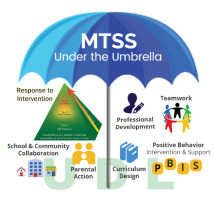 MTSS
Under the Umbrella
Response to
Intervention
Teamwork
Professional
Development
School & Community
Collaboration
Parental
Action
Curriculum
Design
Positive Behavior
Intervention & Support
PBIS
UDL